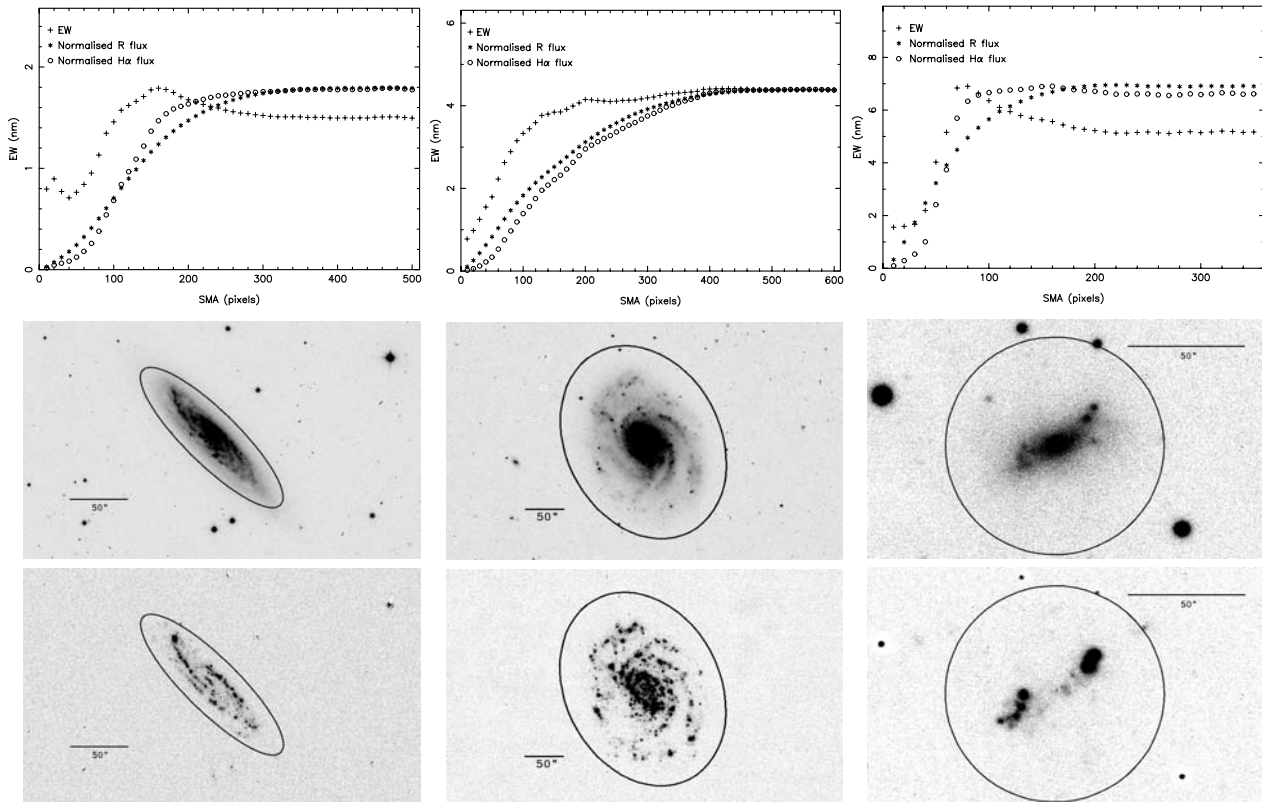 + EW
* Normalised R flux
o Normalised Hα flux
EW (nm)
0
1
2
0
100
200
300
400
500
SMA (pixels)
+ EW
* Normalised R flux
o Normalised Hα flux
EW (nm)
0
2
4
6
0
100
200
300
400
500
600
SMA (pixels)
+ EW
* Normalised R flux
o Normalised Hα flux
EW (nm)
0
2
4
6
8
0
100
200
300
SMA (pixels)
50"
50"
50"
50"
50"
50"